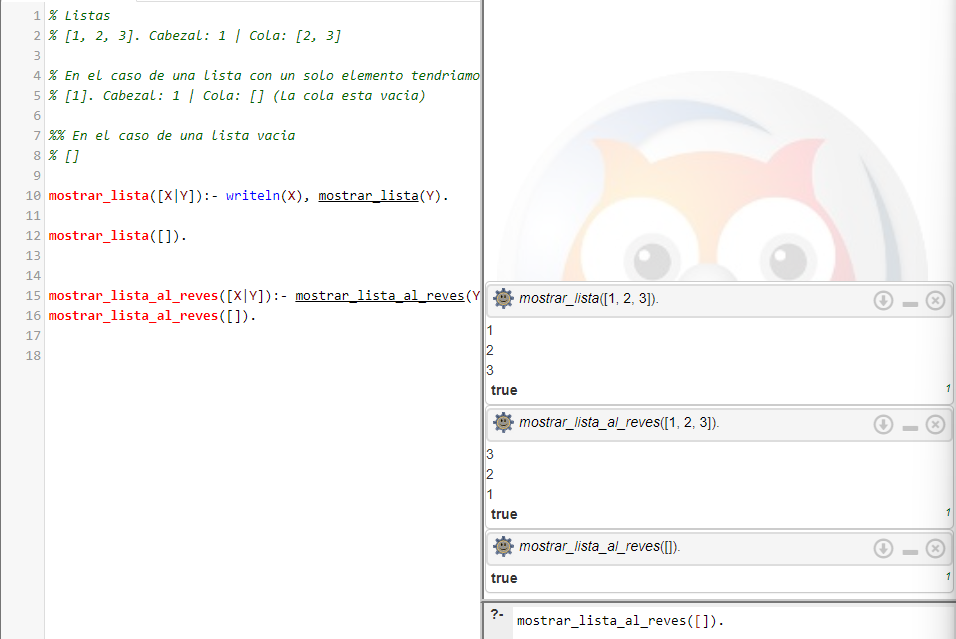 1 % Listas
2 % [1, 2, 3]. Cabezal: 1 | Cola: [2, 3]
3
4 % En el caso de una lista con un solo elemento tendriamo
5 % [1]. Cabezal: 1 | Cola: [] (La cola esta vacia)
6
7 %% En el caso de una lista vacia
8 % []
9
10 mostrar_lista([X|Y]):- writeln(X), mostrar_lista(Y).
11
12 mostrar_lista([]).
13
14
15 mostrar_lista_al_reves([X|Y]):- mostrar_lista_al_reves(Y
16 mostrar_lista_al_reves([]).
17
18
mostrar_lista([1, 2, 3]).
1
2
3
true 1
mostrar_lista_al_reves([1, 2, 3]).
3
2
1
true 1
mostrar_lista_al_reves([]).
true 1
?- mostrar_lista_al_reves([]).